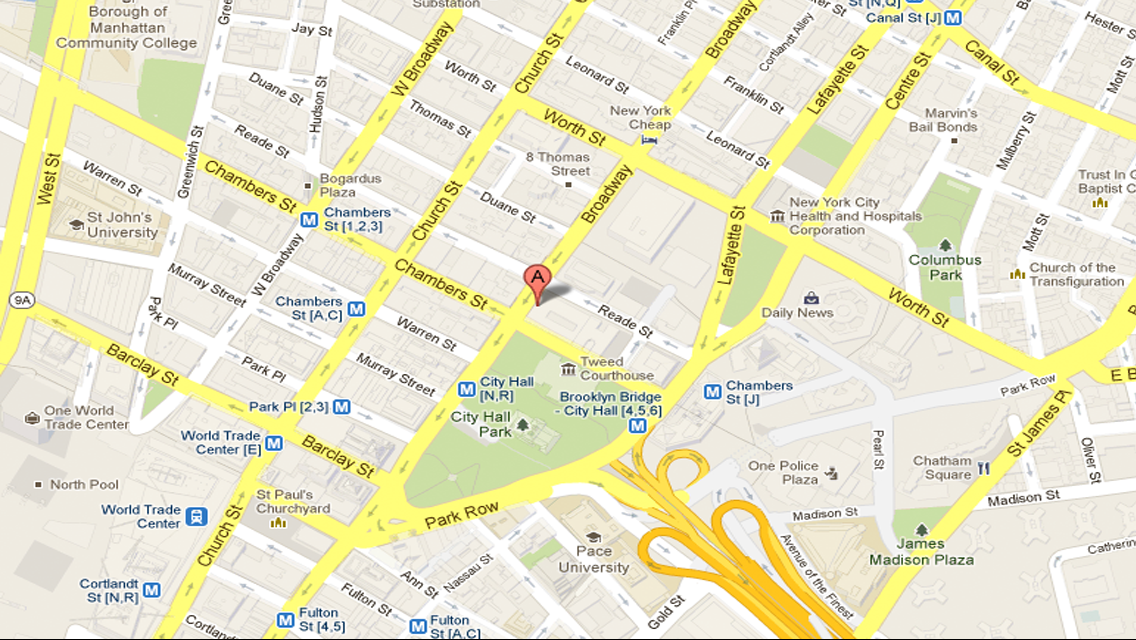 Substation
St [N,Q]
Canal St [J]
Borough of
Manhattan
Community College
Jay St
W Broadway
Church St
Broadway
Cortlandt Alley
Lafayette St
Centre St
Canal St
Hester St
Mott St
Worth St
Leonard St
Franklin St
Duane St
Hudson St
Thomas St
Worth St
New York
Cheap
Leonard St
Marvin's
Bail Bonds
Mulberry St
Reade St
Greenwich St
West St
Warren St
Chambers St
8 Thomas
Street
Bogardus
Plaza
Duane St
Broadway
Trust In G
Baptist C
St John's
University
Chambers
St [1,2,3]
Church St
New York City
Health and Hospitals
Corporation
Lafayette St
Columbus
Park
Mott St
W Broadway
Chambers St
A
Church of the
Transfiguration
Murray Street
9A
Park Pl
Chambers
St [A,C]
Warren St
Reade St
Daily News
Worth St
Barclay St
Park Pl
Murray Street
Tweed
Courthouse
City Hall
[N,R]
Brooklyn Bridge
- City Hall [4,5,6]
Chambers
St [J]
Park Row
E B
One World
Trade Center
Park Pl [2,3]
City Hall
Park
St James Pl
World Trade
Center [E]
Barclay St
Pearl St
Oliver St
North Pool
One Police
Plaza
Chatham
Square
St Paul's
Churchyard
Park Row
Madison St
Madison St
World Trade
Center
Church St
Pace
University
Avenue of the Finest
James
Madison Plaza
Catherin
Cortlandt
St [N,R]
Ann St
Nassau St
Fulton St
Gold St
Fulton
St [4,5]
Fulton
St [A,C]
Cortlandt